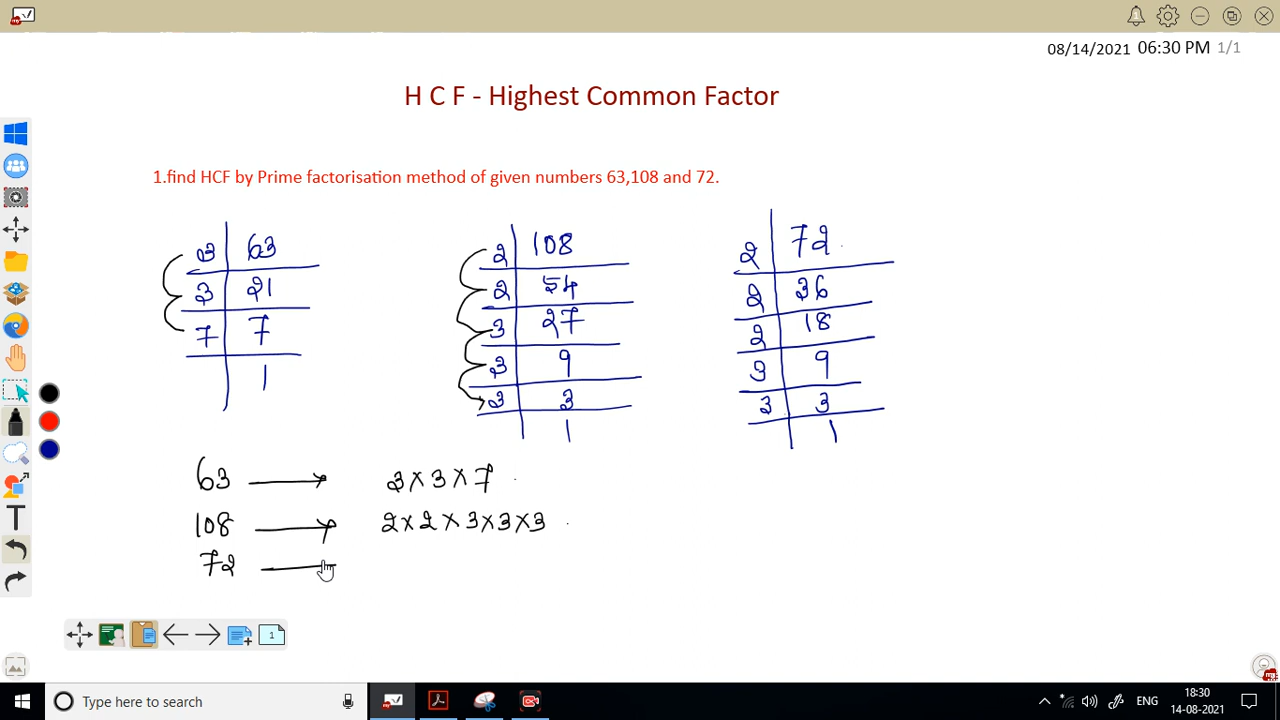 08/14/2021 06:30 PM 1/1
H C F - Highest Common Factor
1.find HCF by Prime factorisation method of given numbers 63,108 and 72.
3 63
3 21
7 7
1
2 108
2 54
3 27
3 9
3 3
1
2 72
2 36
2 18
3 9
3 3
1
63 → 3×3×7
108 → 2×2×3×3×3
72
1
Type here to search
ENG
18:30
14-08-2021